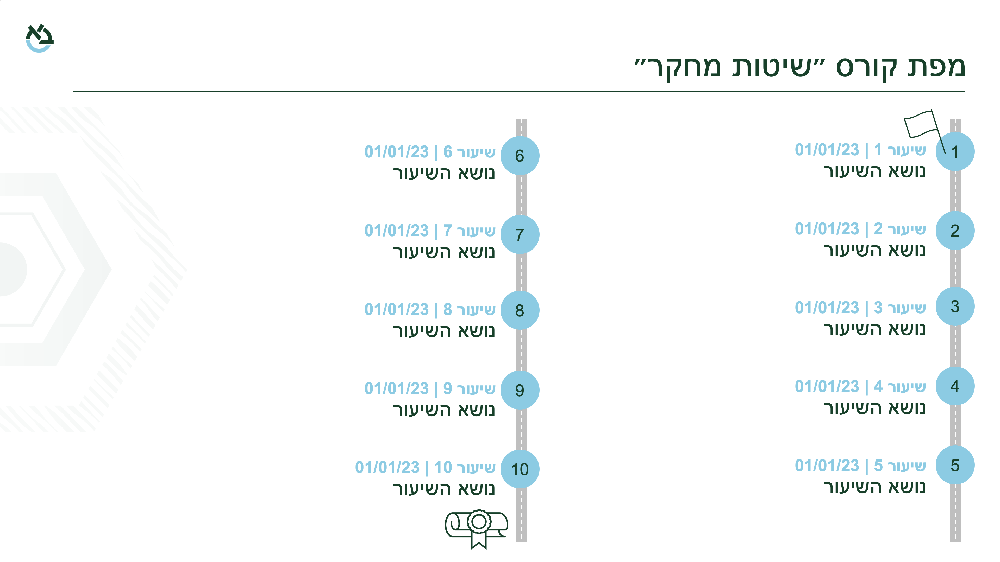 מפת קורס ״שיטות מחקר״
1
שיעור 1 | 01/01/23
נושא השיעור
2
שיעור 2 | 01/01/23
נושא השיעור
3
שיעור 3 | 01/01/23
נושא השיעור
4
שיעור 4 | 01/01/23
נושא השיעור
5
שיעור 5 | 01/01/23
נושא השיעור
6
שיעור 6 | 01/01/23
נושא השיעור
7
שיעור 7 | 01/01/23
נושא השיעור
8
שיעור 8 | 01/01/23
נושא השיעור
9
שיעור 9 | 01/01/23
נושא השיעור
10
שיעור 10 | 01/01/23
נושא השיעור